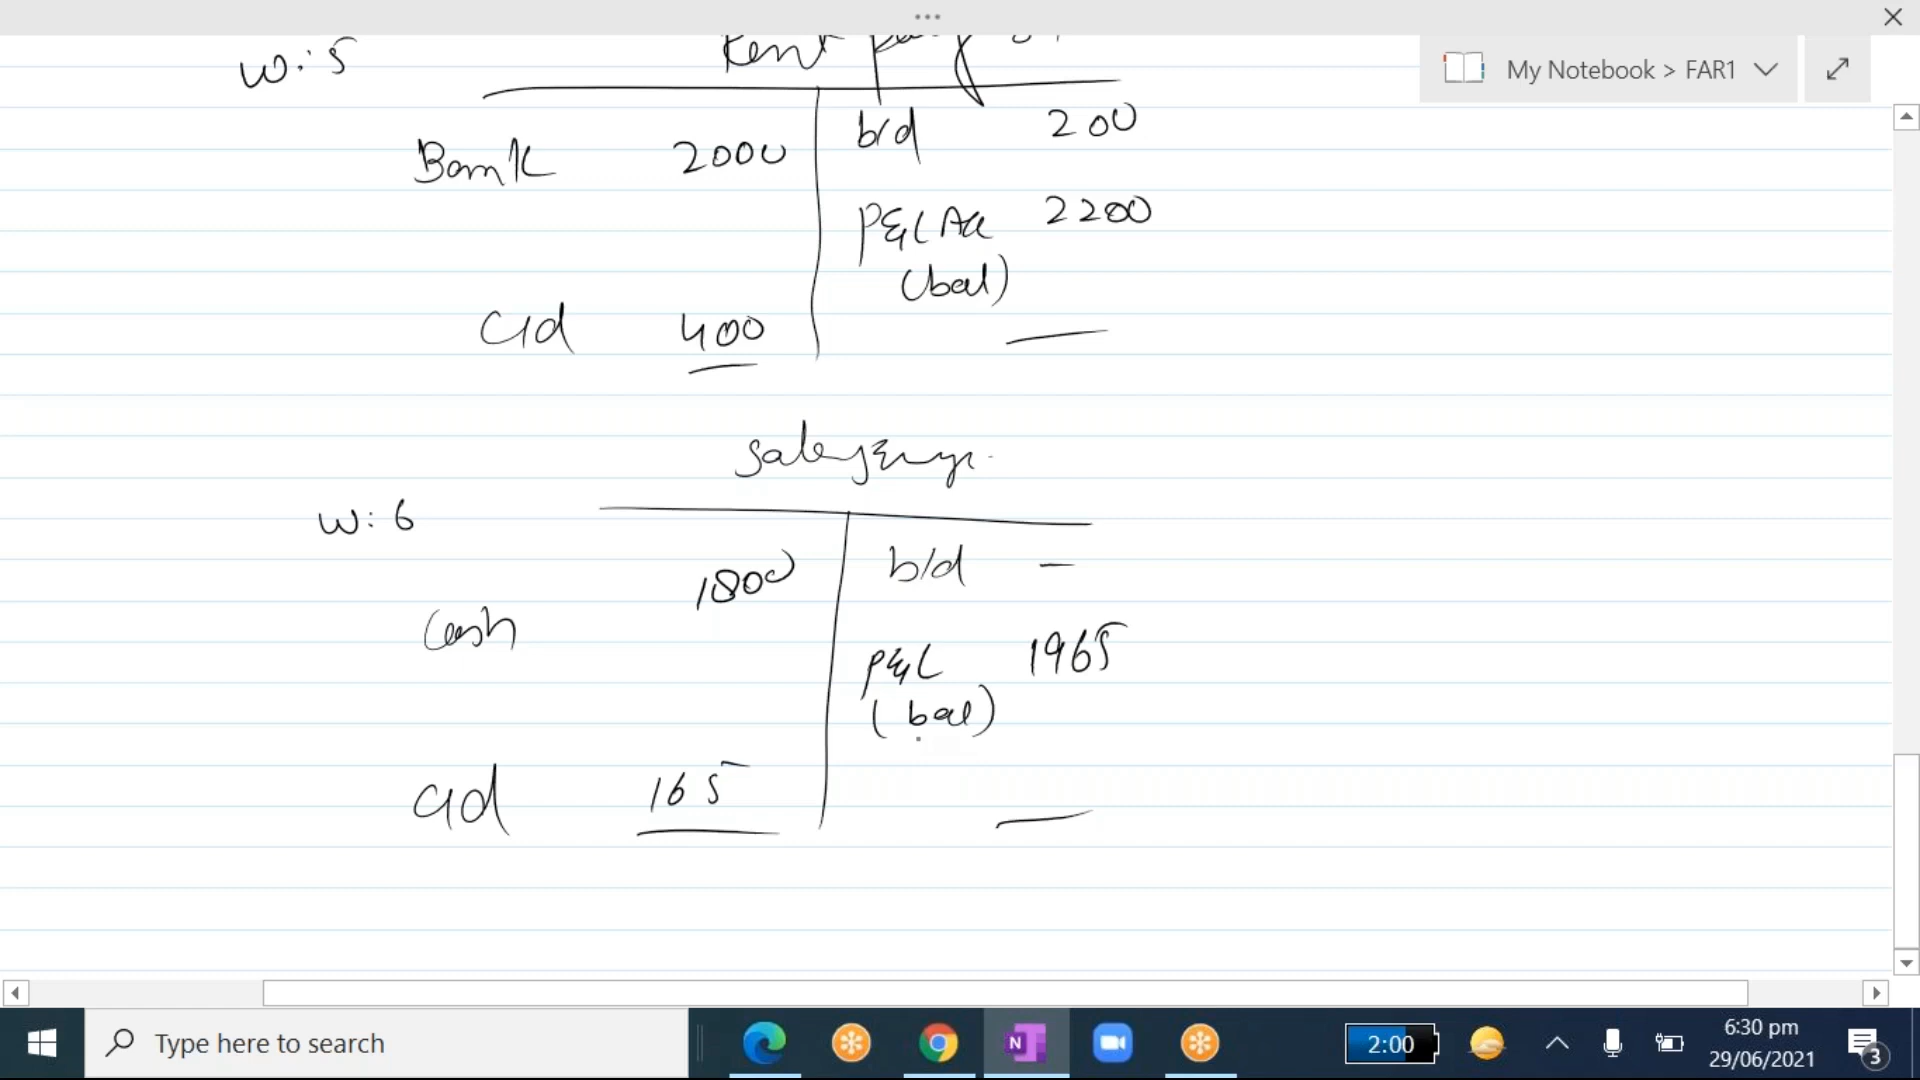 My Notebook > FAR1
W: 5
Rent
Bank 2000 b/d 200
P&L A/c 2200
(bal)
c/d 400
W: 6
Cash 1800 b/d –
P&L 1965
(bal)
c/d 165
Type here to search
2:00
6:30 pm
29/06/2021
3